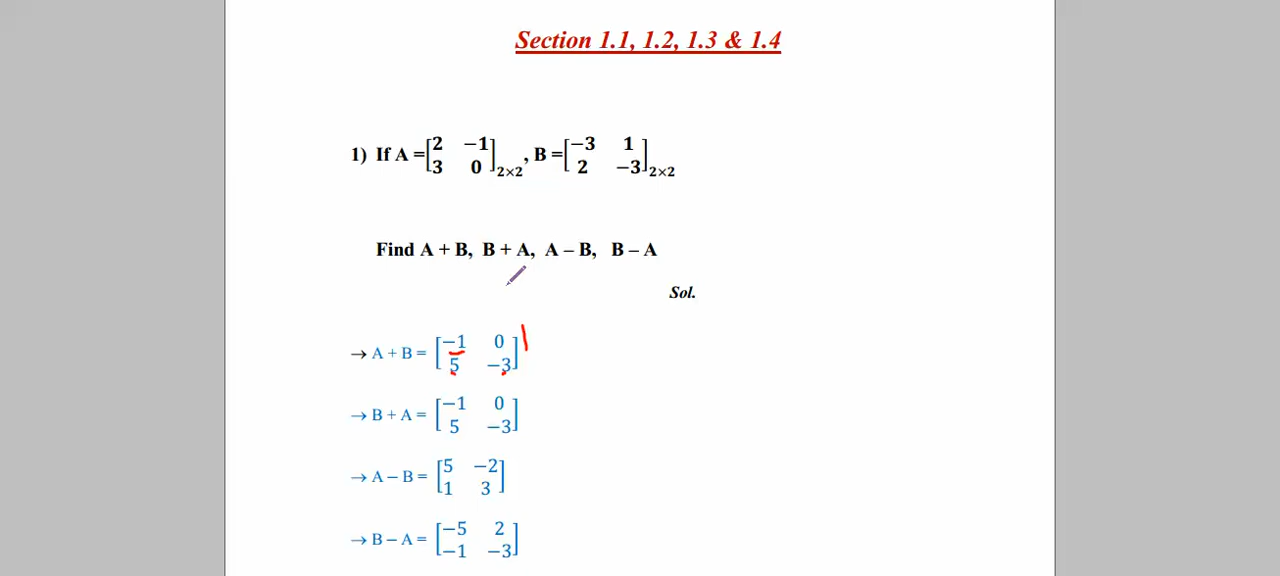 Section 1.1, 1.2, 1.3 & 1.4
1) If A =[2 −1 3 0]2×2, B =[−3 1 2 −3]2×2
Find A + B, B + A, A – B, B – A
Sol.
→ A + B = [−1 0 5 −3]
→ B + A = [−1 0 5 −3]
→ A – B = [5 −2 1 3]
→ B – A = [−5 2 −1 −3]